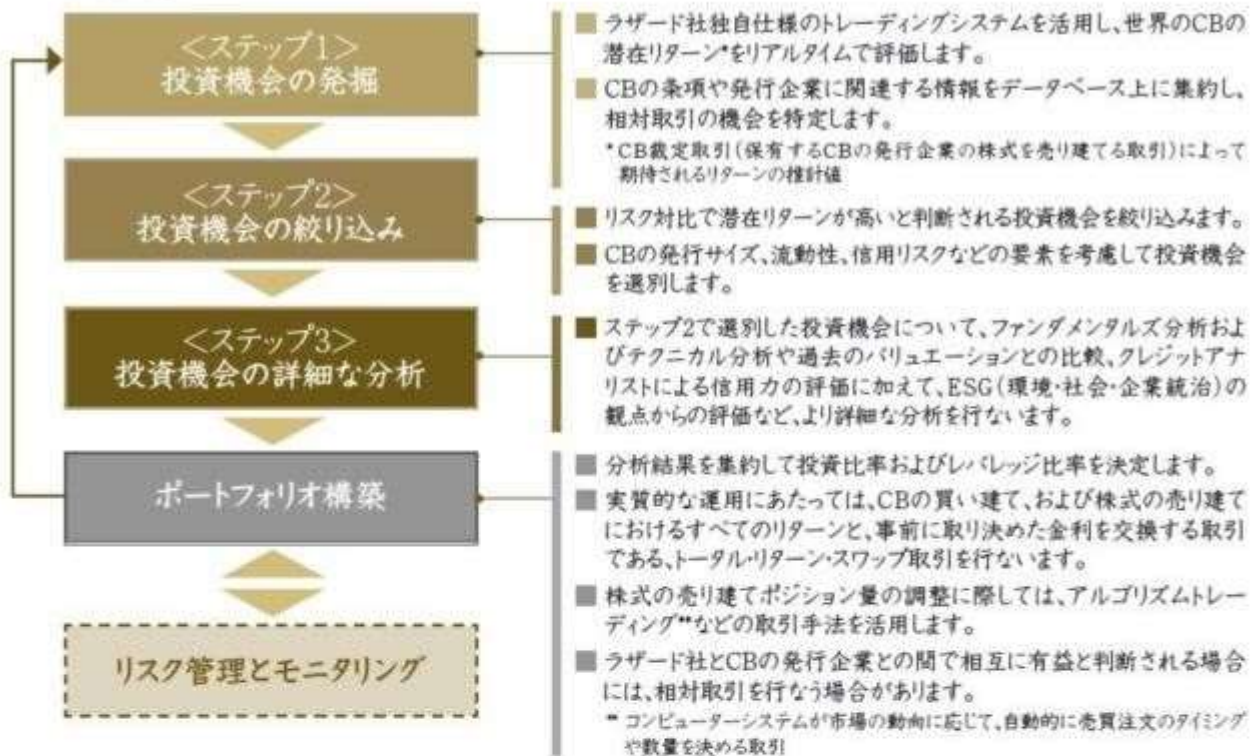 <ステップ1>
投資機会の発掘
■ ラザード社独自仕様のトレーディングシステムを活用し、世界のCBの
潜在リターン*をリアルタイムで評価します。
■ CBの条項や発行企業に関連する情報をデータベース上に集約し、
相対取引の機会を特定します。
* CB裁定取引(保有するCBの発行企業の株式を売り建てる取引)によって
期待されるリターンの推計値
<ステップ2>
投資機会の絞り込み
■ リスク対比で潜在リターンが高いと判断される投資機会を絞り込みます。
■ CBの発行サイズ、流動性、信用リスクなどの要素を考慮して投資機会
を選別します。
<ステップ3>
投資機会の詳細な分析
■ ステップ2で選別した投資機会について、ファンダメンタルズ分析およ
びテクニカル分析や過去のバリュエーションとの比較、クレジットアナ
リストによる信用力の評価に加えて、ESG(環境・社会・企業統治)の
観点からの評価など、より詳細な分析を行ないます。
ポートフォリオ構築
■ 分析結果を集約して投資比率およびレバレッジ比率を決定します。
■ 実質的な運用にあたっては、CBの買い建て、および株式の売り建て
におけるすべてのリターンと、事前に取り決めた金利を交換する取引
である、トータル・リターン・スワップ取引を行ないます。
■ 株式の売り建てポジション量の調整に際しては、アルゴリズムトレー
ディング**などの取引手法を活用します。
■ ラザード社とCBの発行企業との間で相互に有益と判断される場合
には、相対取引を行なう場合があります。
** コンピューターシステムが市場の動向に応じて、自動的に売買注文のタイミング
や数量を決める取引
リスク管理とモニタリング